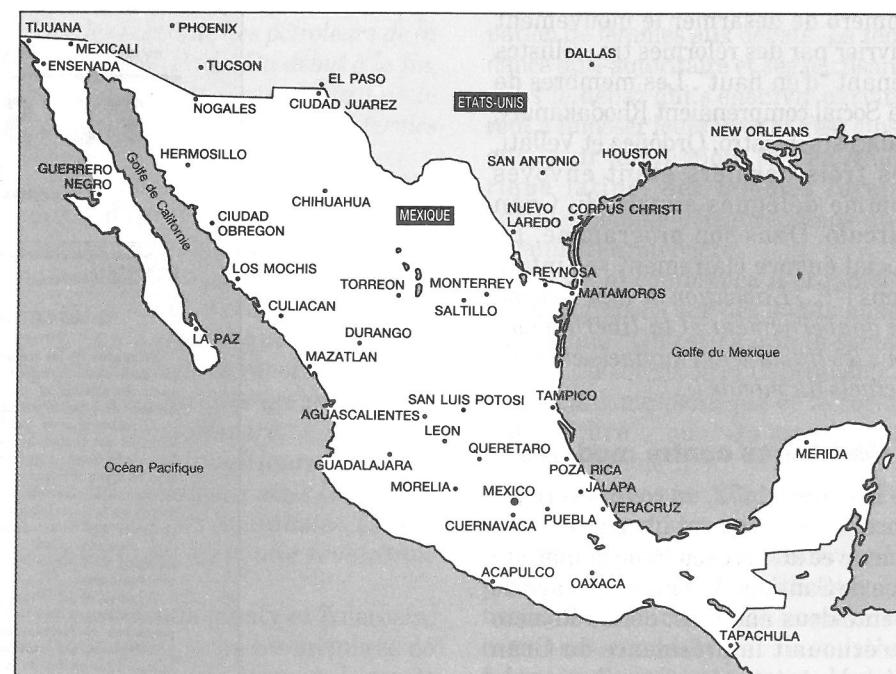 TIJUANA
PHOENIX
MEXICALI
ENSENADA
TUCSON
DALLAS
EL PASO
NOGALES
CIUDAD JUAREZ
ETATS-UNIS
NEW ORLEANS
HERMOSILLO
SAN ANTONIO
HOUSTON
GUERRERO
NEGRO
Golfe de Californie
CHIHUAHUA
MEXIQUE
NUEVO
LAREDO
CORPUS CHRISTI
CIUDAD
OBREGON
LOS MOCHIS
REYNOSA
TORREON
MONTERREY
MATAMOROS
CULIACAN
SALTILLO
LA PAZ
DURANGO
MAZATLAN
Golfe du Mexique
SAN LUIS POTOSI
TAMPICO
AGUASCALIENTES
LEON
QUERETARO
MERIDA
Océan Pacifique
GUADALAJARA
POZA RICA
MORELIA
MEXICO
JALAPA
VERACRUZ
CUERNAVACA
PUEBLA
ACAPULCO
OAXACA
TAPACHULA